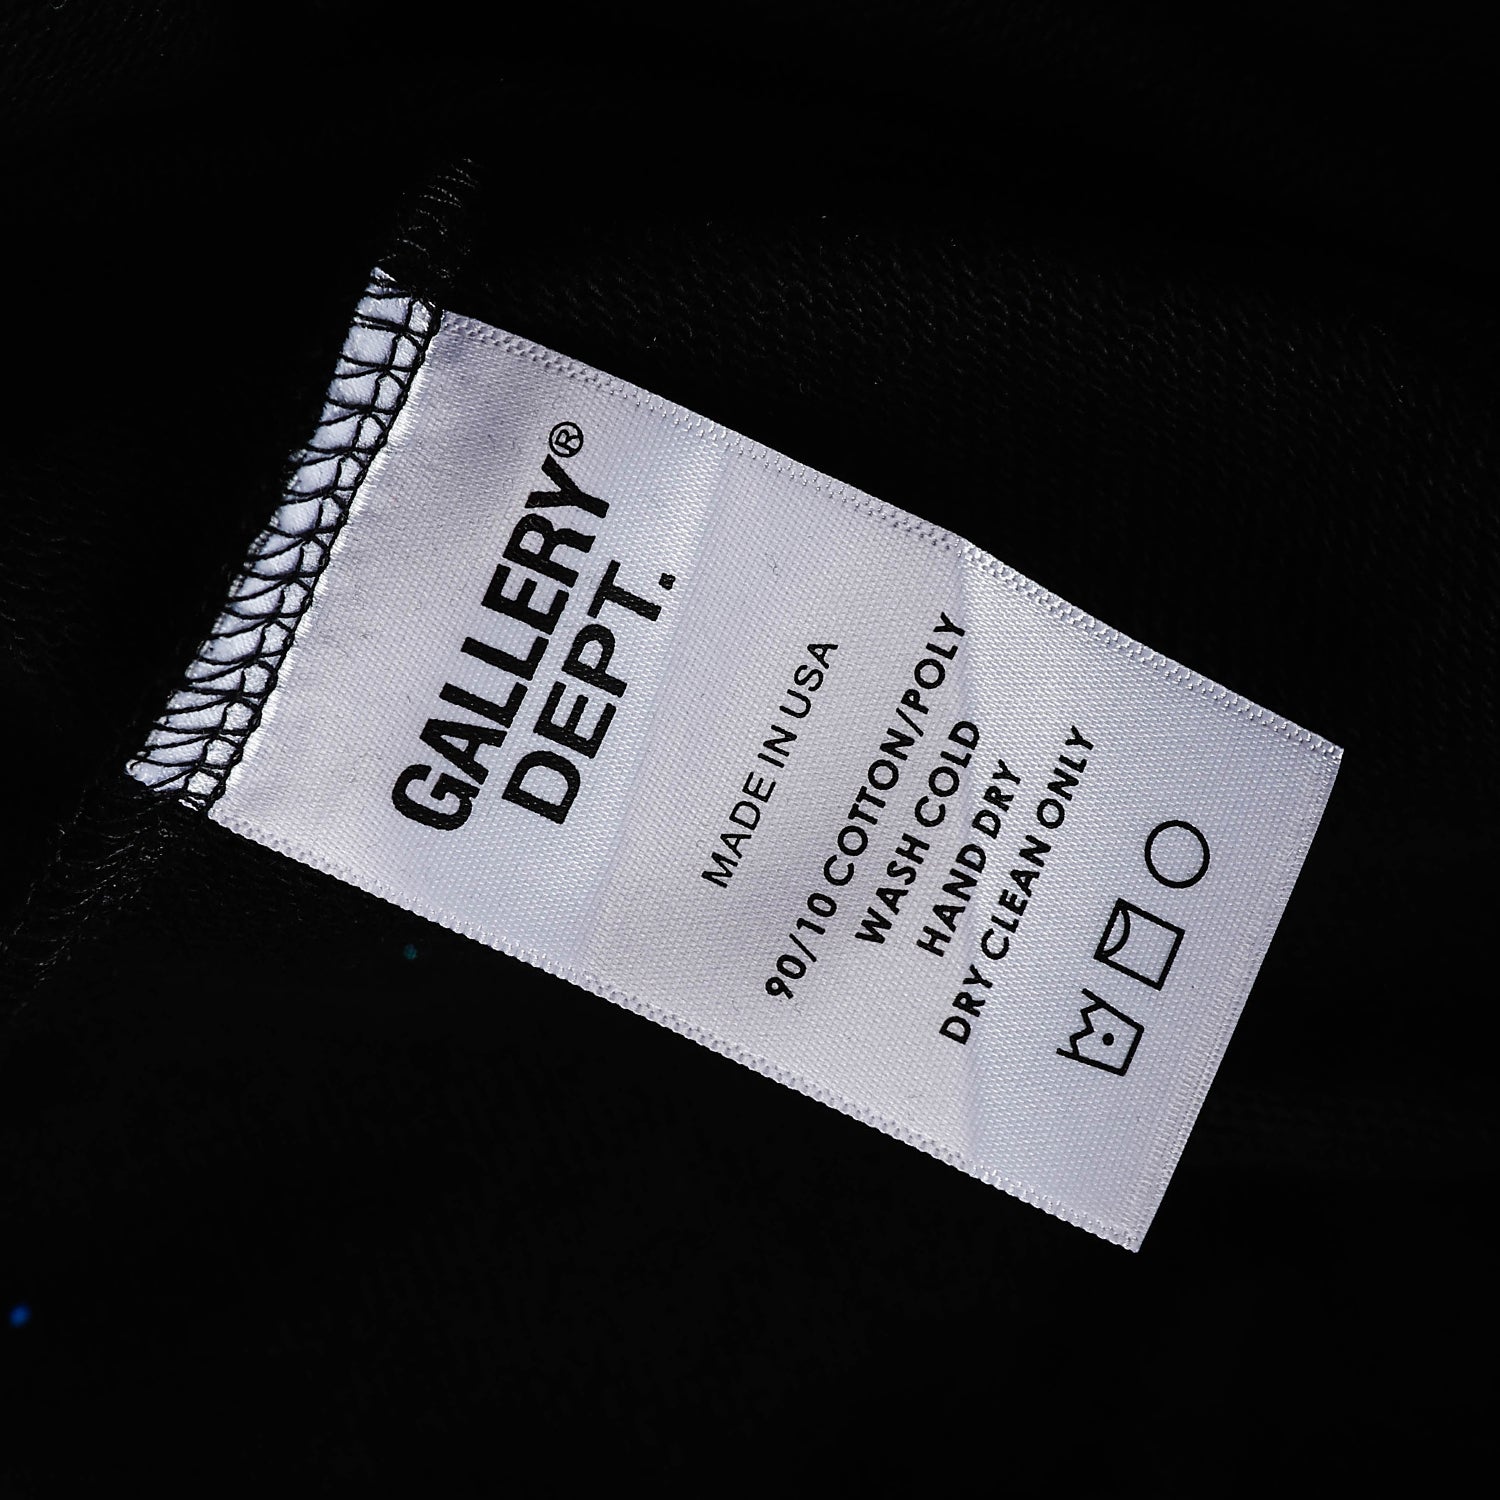 GALLERY®
DEPT.
MADE IN USA
90/10 COTTON/POLY
WASH COLD
HAND DRY
DRY CLEAN ONLY